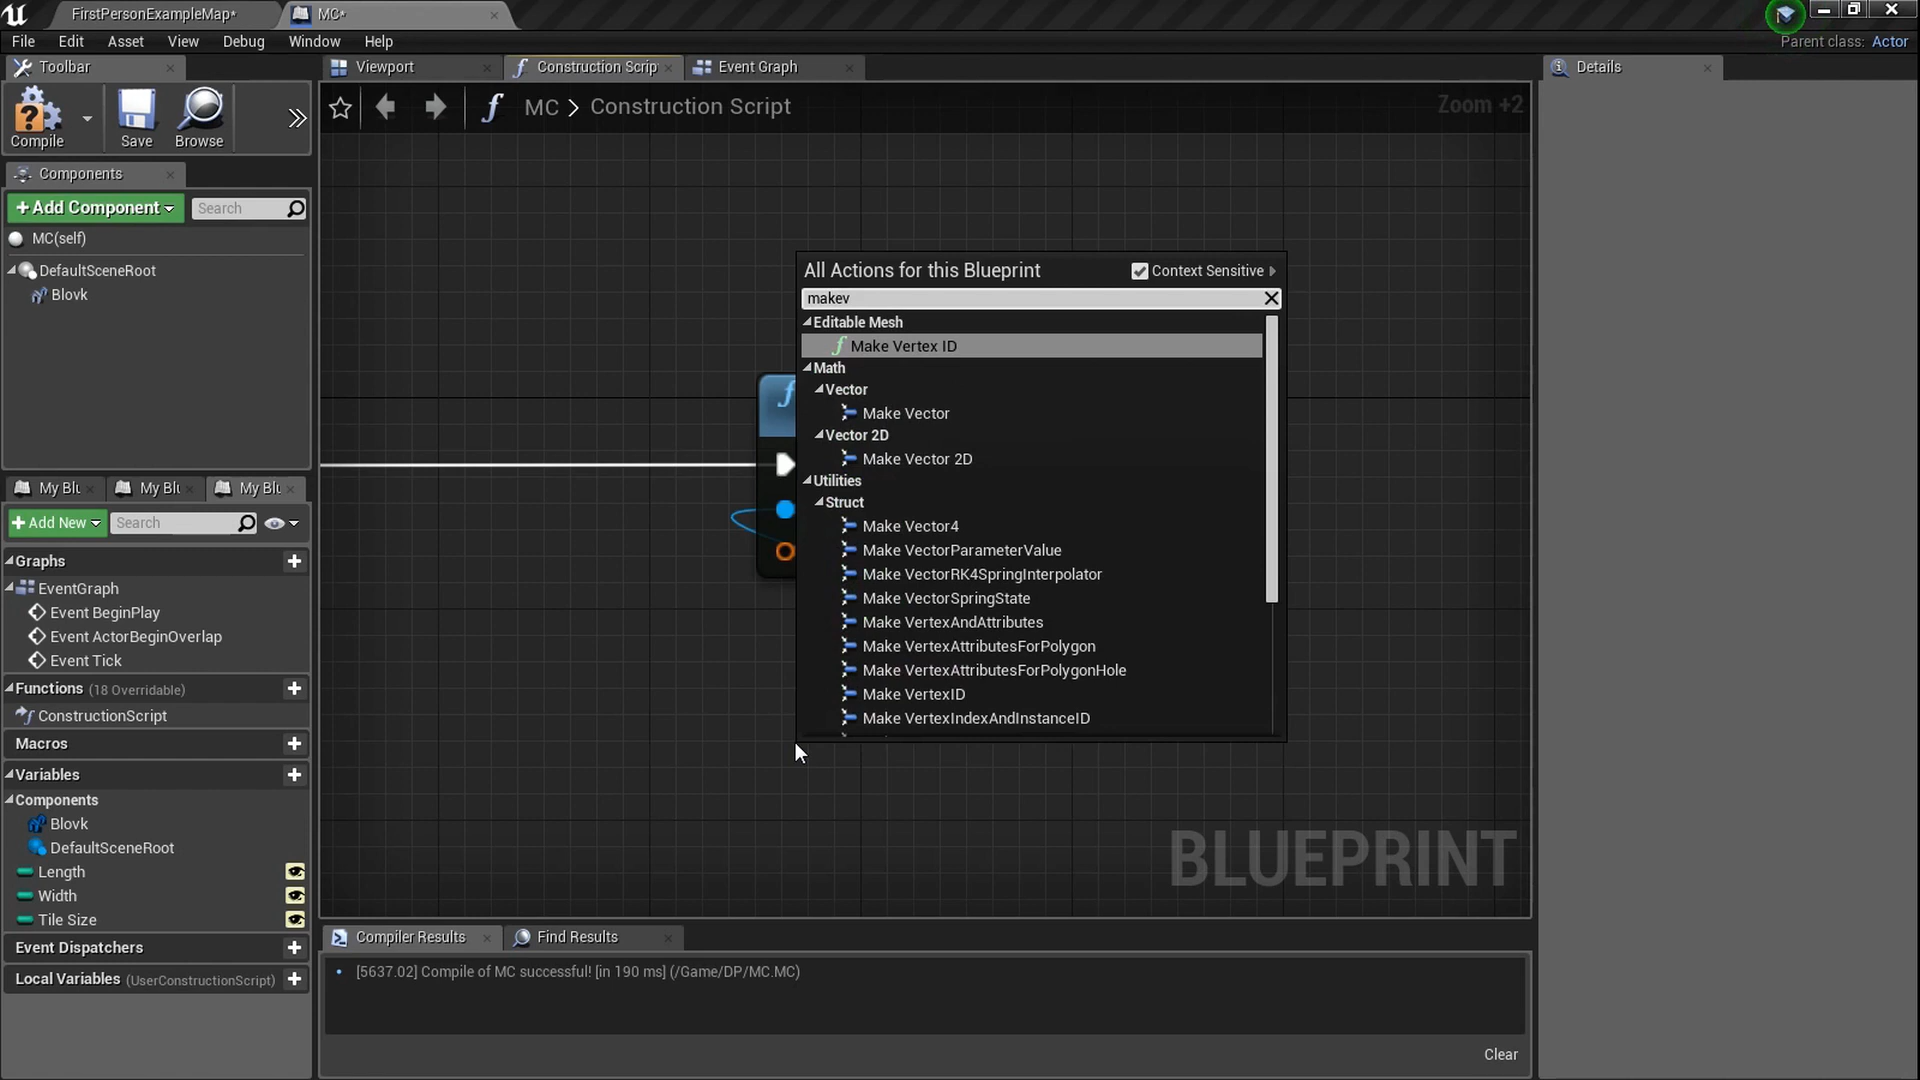 FirstPersonExampleMap*
MC*
File Edit Asset View Debug Window Help
Parent class: Actor
Toolbar
Viewport
Construction Scrip
Event Graph
Details
Compile
Save
Browse
MC > Construction Script
Zoom +2
Components
+ Add Component
Search
MC(self)
DefaultSceneRoot
Blovk
All Actions for this Blueprint
Context Sensitive
makev
Editable Mesh
Make Vertex ID
Math
Vector
Make Vector
Vector 2D
Make Vector 2D
Utilities
Struct
Make Vector4
Make VectorParameterValue
Make VectorRK4SpringInterpolator
Make VectorSpringState
Make VertexAndAttributes
Make VertexAttributesForPolygon
Make VertexAttributesForPolygonHole
Make VertexID
Make VertexIndexAndInstanceID
My Blu
My Blu
My Blu
+ Add New
Search
Graphs
EventGraph
Event BeginPlay
Event ActorBeginOverlap
Event Tick
Functions (18 Overridable)
ConstructionScript
Macros
Variables
Components
Blovk
DefaultSceneRoot
Length
Width
Tile Size
Event Dispatchers
Local Variables (UserConstructionScript)
BLUEPRINT
Compiler Results
Find Results
[5637.02] Compile of MC successful! [in 190 ms] (/Game/DP/MC.MC)
Clear